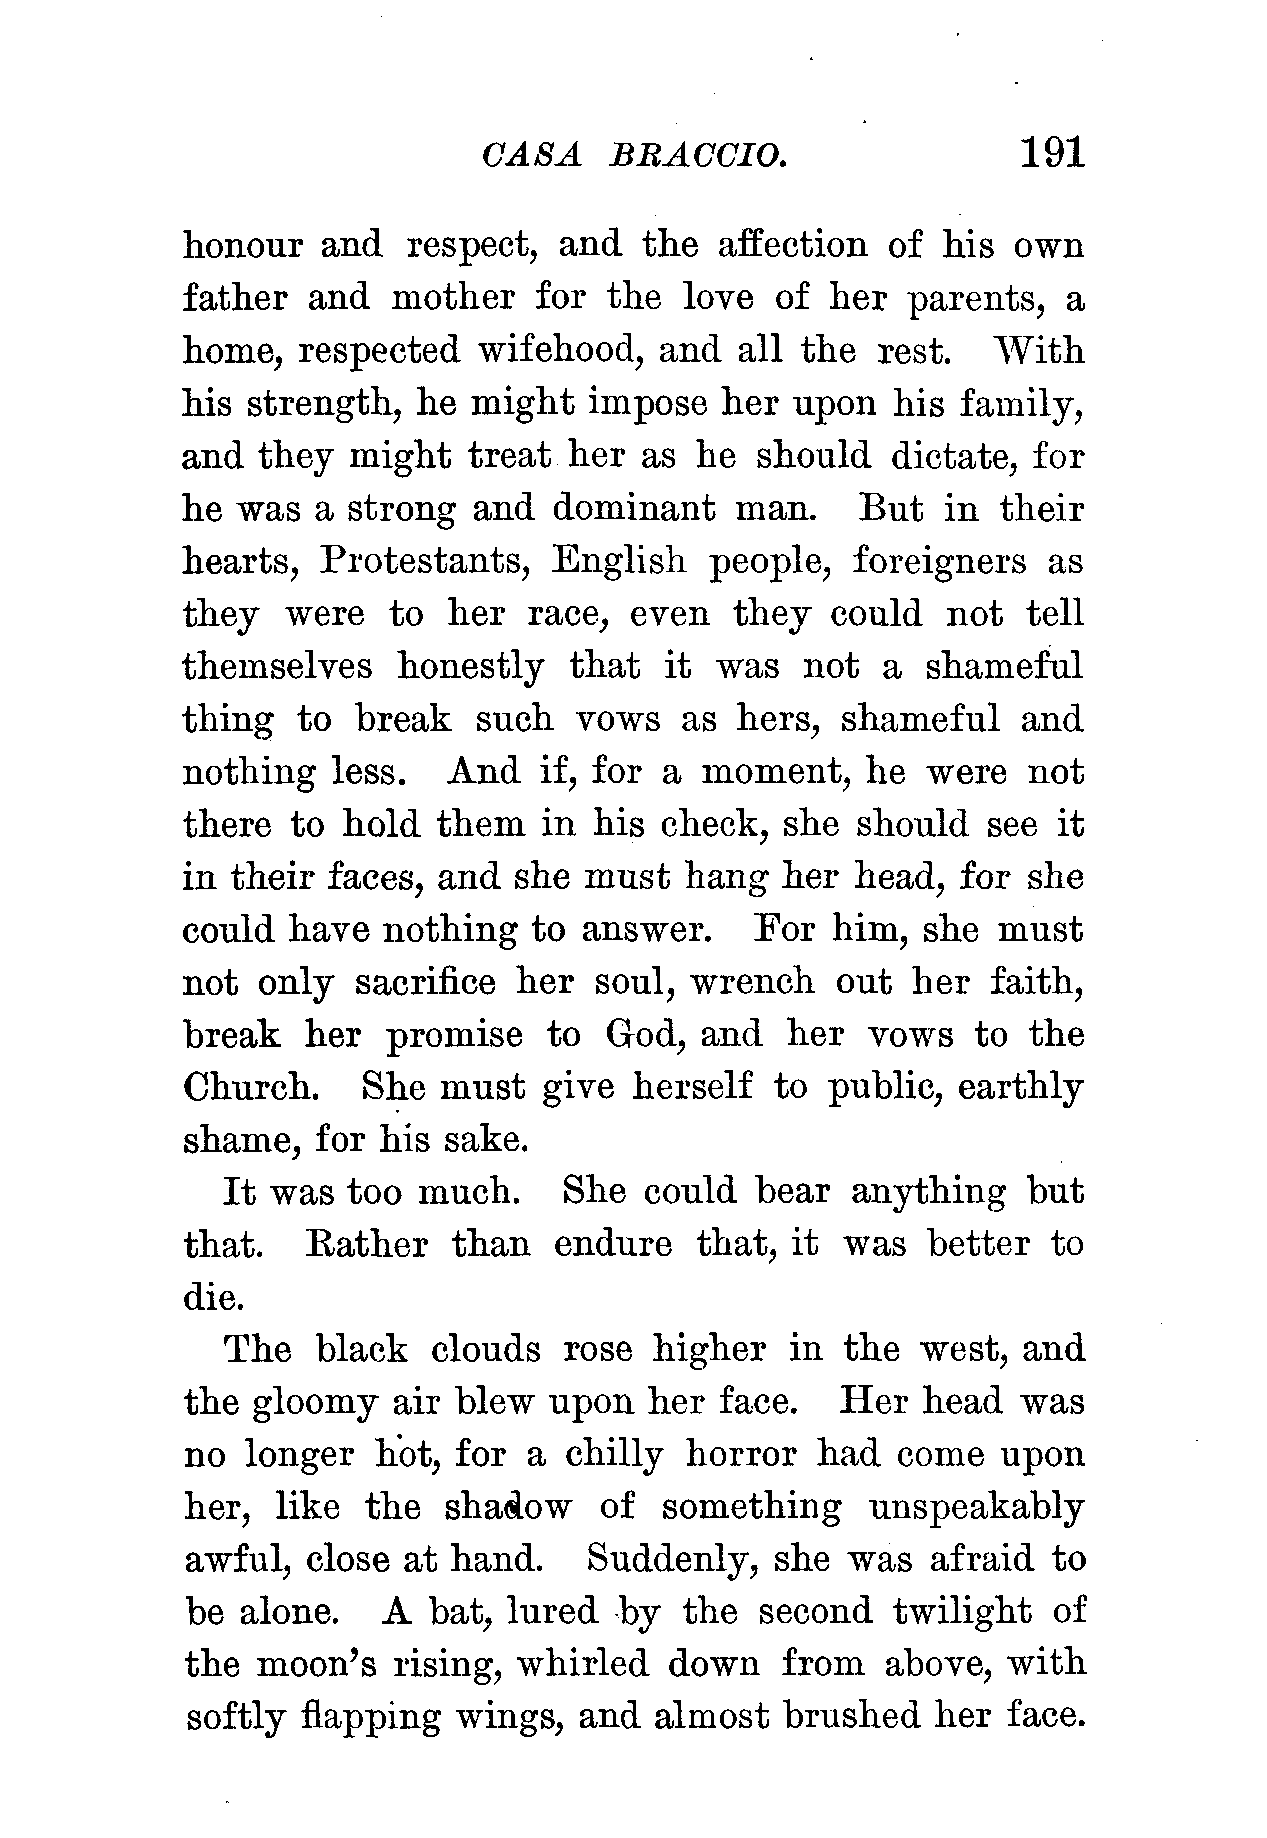 CASA BRACCIO. 191
honour and respect, and the affection of his own
father and mother for the love of her parents, a
home, respected wifehood, and all the rest. With
his strength, he might impose her upon his family,
and they might treat her as he should dictate, for
he was a strong and dominant man. But in their
hearts, Protestants, English people, foreigners as
they were to her race, even they could not tell
themselves honestly that it was not a shameful
thing to break such vows as hers, shameful and
nothing less. And if, for a moment, he were not
there to hold them in his check, she should see it
in their faces, and she must hang her head, for she
could have nothing to answer. For him, she must
not only sacrifice her soul, wrench out her faith,
break her promise to God, and her vows to the
Church. She must give herself to public, earthly
shame, for his sake.
It was too much. She could bear anything but
that. Rather than endure that, it was better to
die.
The black clouds rose higher in the west, and
the gloomy air blew upon her face. Her head was
no longer hot, for a chilly horror had come upon
her, like the shadow of something unspeakably
awful, close at hand. Suddenly, she was afraid to
be alone. A bat, lured by the second twilight of
the moon's rising, whirled down from above, with
softly flapping wings, and almost brushed her face.